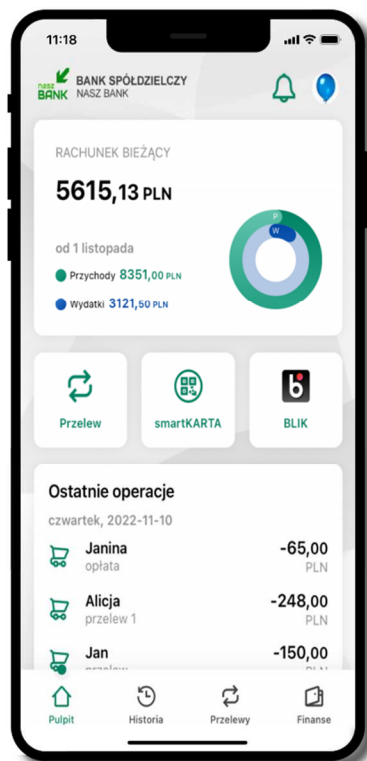 11:18
nasz BANK
BANK SPÓŁDZIELCZY
NASZ BANK
RACHUNEK BIEŻĄCY
5615,13 PLN
od 1 listopada
Przychody 8351,00 PLN
Wydatki 3121,50 PLN
P
W
Przelew
smartKARTA
BLIK
Ostatnie operacje
czwartek, 2022-11-10
Janina -65,00
opłata PLN
Alicja -248,00
przelew 1 PLN
Jan -150,00
przelew PLN
Pulpit
Historia
Przelewy
Finanse